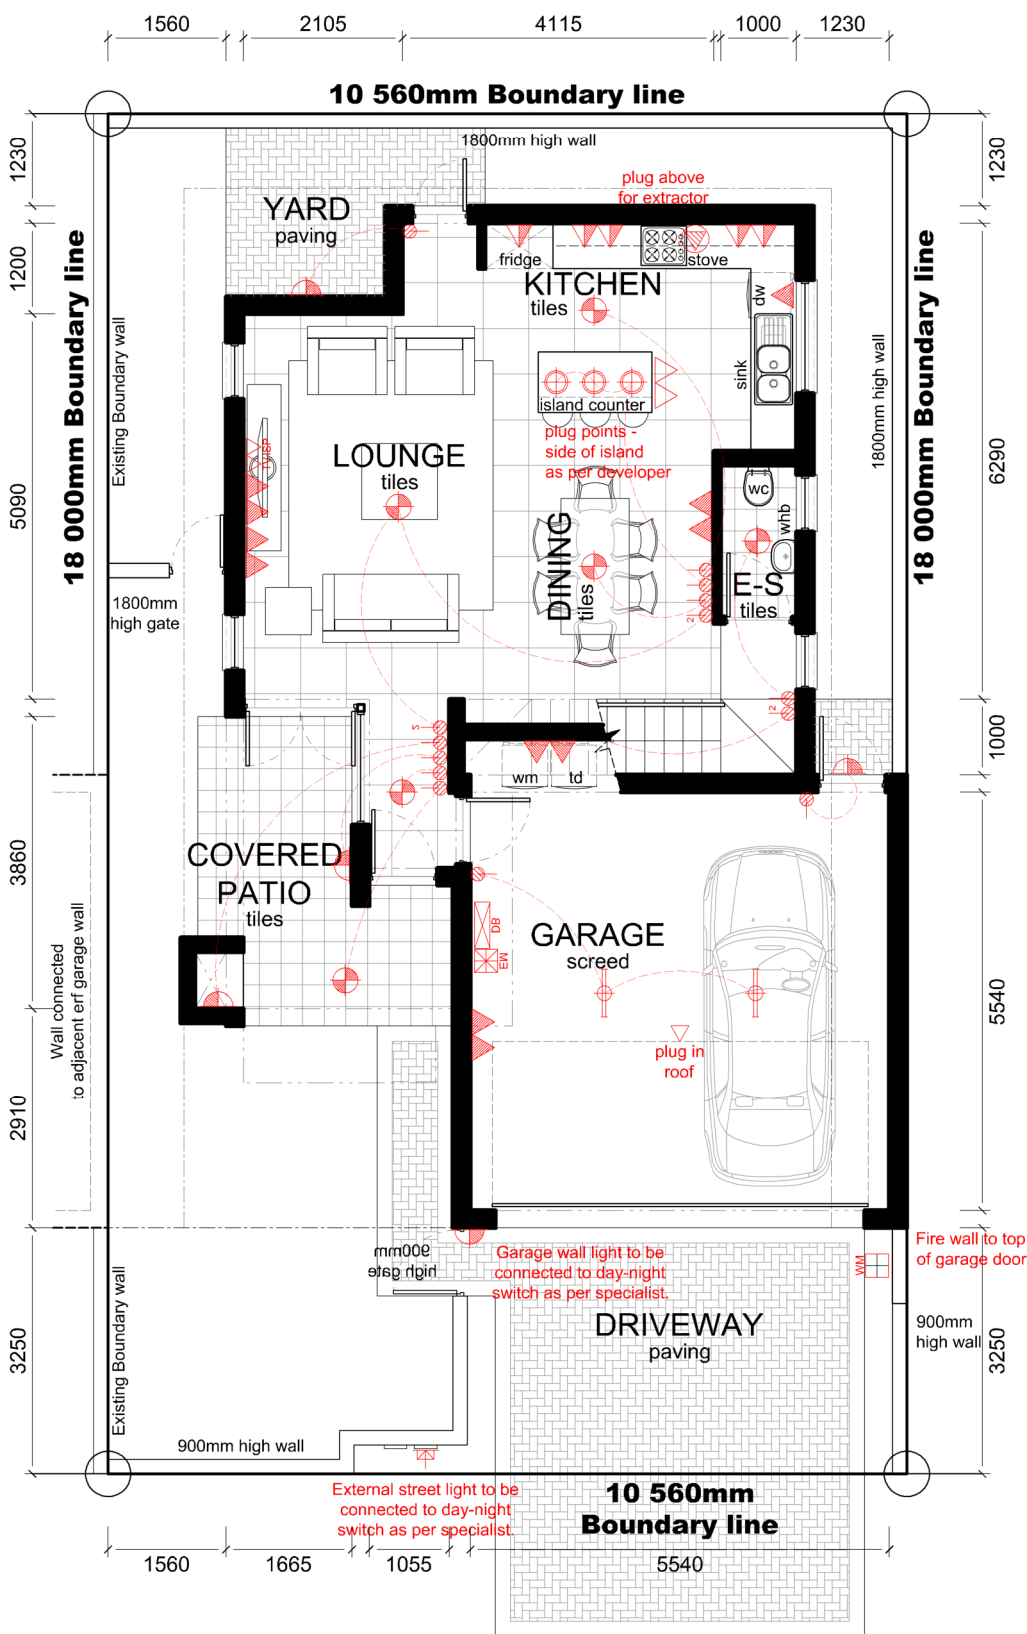 1560
2105
4115
1000
1230
10 560mm Boundary line
1230
1200
5090
3860
2910
3250
18 000mm Boundary line
Existing Boundary wall
1800mm high wall
YARD
paving
plug above
for extractor
fridge
stove
KITCHEN
tiles
dw
sink
island counter
plug points -
side of island
as per developer
LOUNGE
tiles
TV/SP
DINING
tiles
wc
whb
E-S
tiles
2
2
1800mm
high gate
1800mm high wall
18 000mm Boundary line
1230
6290
1000
5540
3250
S
wm
td
COVERED
PATIO
tiles
GARAGE
screed
DB
E3
plug in
roof
Wall connected
to adjacent erf garage wall
900mm
high gate
Garage wall light to be
connected to day-night
switch as per specialist.
WM
Fire wall to top
of garage door
DRIVEWAY
paving
900mm
high wall
Existing Boundary wall
900mm high wall
External street light to be
connected to day-night
switch as per specialist.
10 560mm
Boundary line
1560
1665
1055
5540